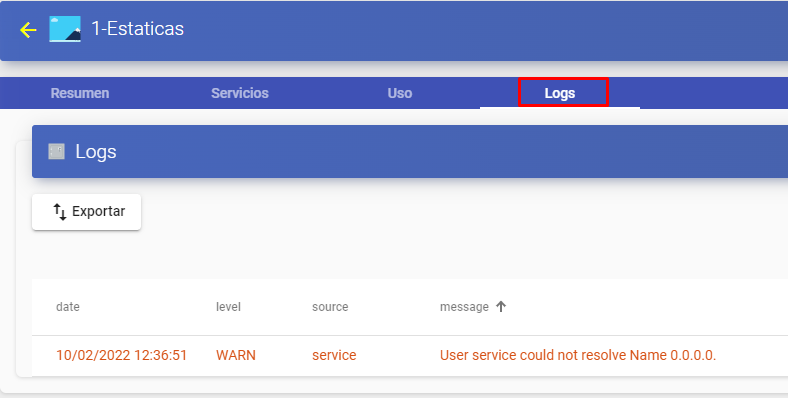 1-Estaticas
Resumen Servicios Uso Logs
Logs
Exportar
date level source message
10/02/2022 12:36:51 WARN service User service could not resolve Name 0.0.0.0.